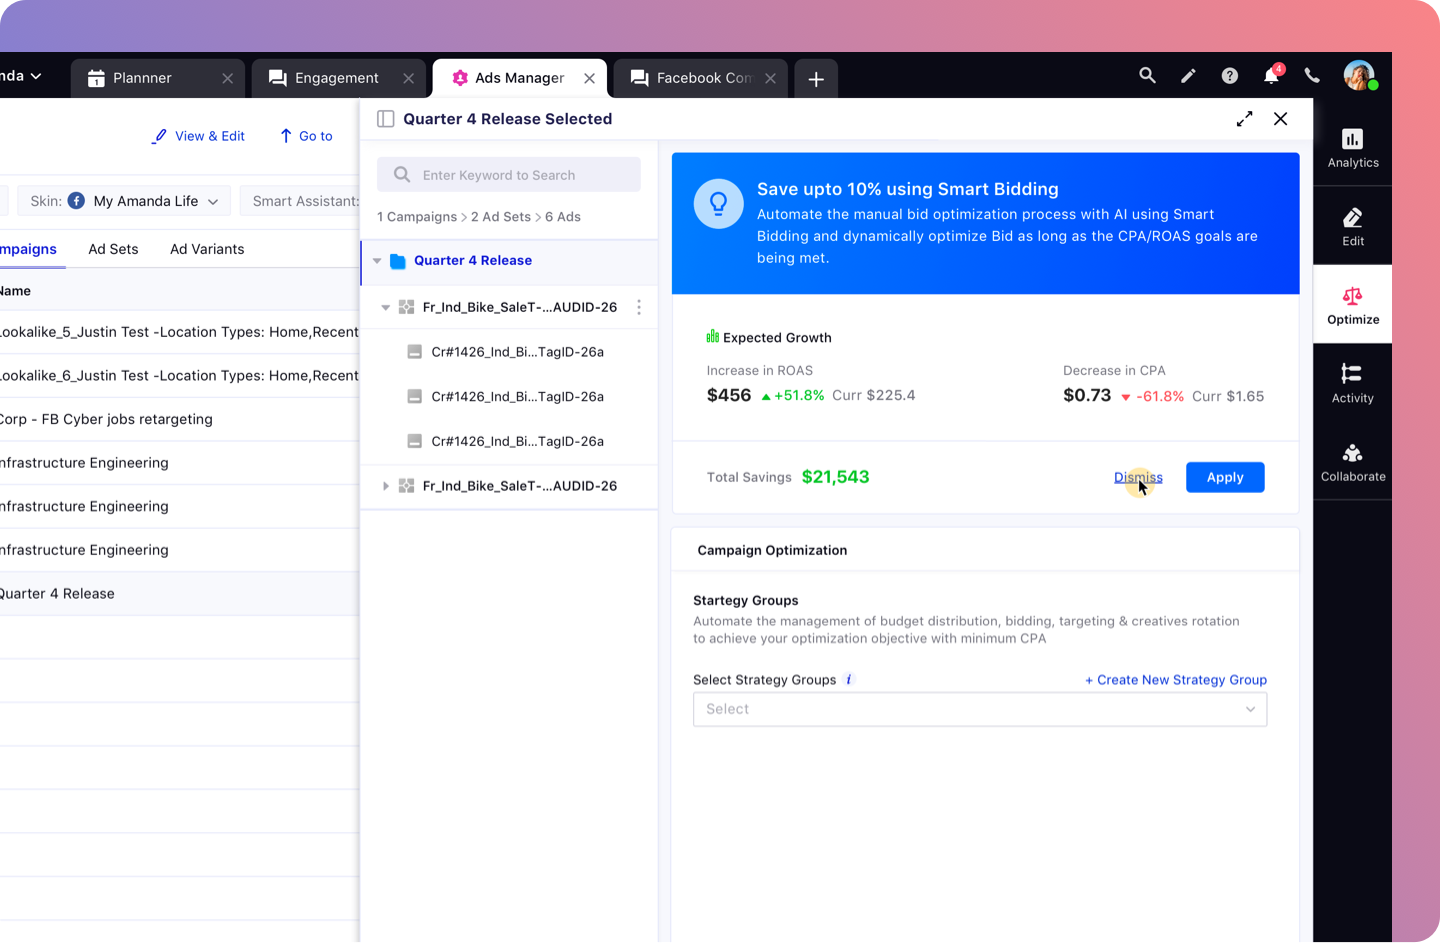 nda
Plannner
Engagement
Ads Manager
Facebook Con
4
View & Edit
Go to
Skin: My Amanda Life
Smart Assistant:
mpaigns
Ad Sets
Ad Variants
Name
Lookalike_5_Justin Test -Location Types: Home,Recent
Lookalike_6_Justin Test -Location Types: Home,Recent
Corp - FB Cyber jobs retargeting
nfrastructure Engineering
nfrastructure Engineering
nfrastructure Engineering
Quarter 4 Release
Quarter 4 Release Selected
Enter Keyword to Search
1 Campaigns > 2 Ad Sets > 6 Ads
Quarter 4 Release
Fr_Ind_Bike_SaleT-...AUDID-26
Cr#1426_Ind_Bi...TagID-26a
Cr#1426_Ind_Bi...TagID-26a
Cr#1426_Ind_Bi...TagID-26a
Fr_Ind_Bike_SaleT-...AUDID-26
Save upto 10% using Smart Bidding
Automate the manual bid optimization process with AI using Smart
Bidding and dynamically optimize Bid as long as the CPA/ROAS goals are
being met.
Expected Growth
Increase in ROAS
$456 +51.8% Curr $225.4
Decrease in CPA
$0.73 -61.8% Curr $1.65
Total Savings $21,543
Dismiss
Apply
Campaign Optimization
Startegy Groups
Automate the management of budget distribution, bidding, targeting & creatives rotation
to achieve your optimization objective with minimum CPA
Select Strategy Groups i
+ Create New Strategy Group
Select
Analytics
Edit
Optimize
Activity
Collaborate